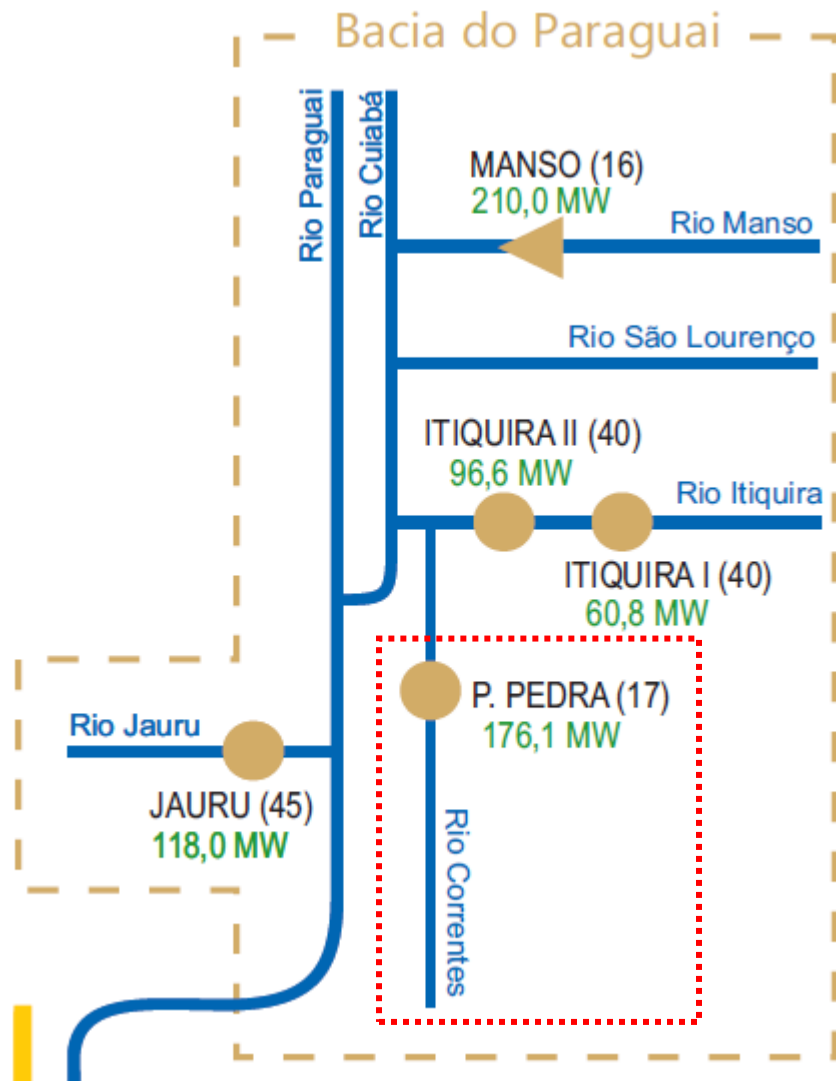 Bacia do Paraguai
Rio Paraguai
Rio Cuiabá
MANSO (16)
210,0 MW
Rio Manso
Rio São Lourenço
ITIQUIRA II (40)
96,6 MW
Rio Itiquira
ITIQUIRA I (40)
60,8 MW
P. PEDRA (17)
176,1 MW
Rio Jauru
JAURU (45)
118,0 MW
Rio Correntes